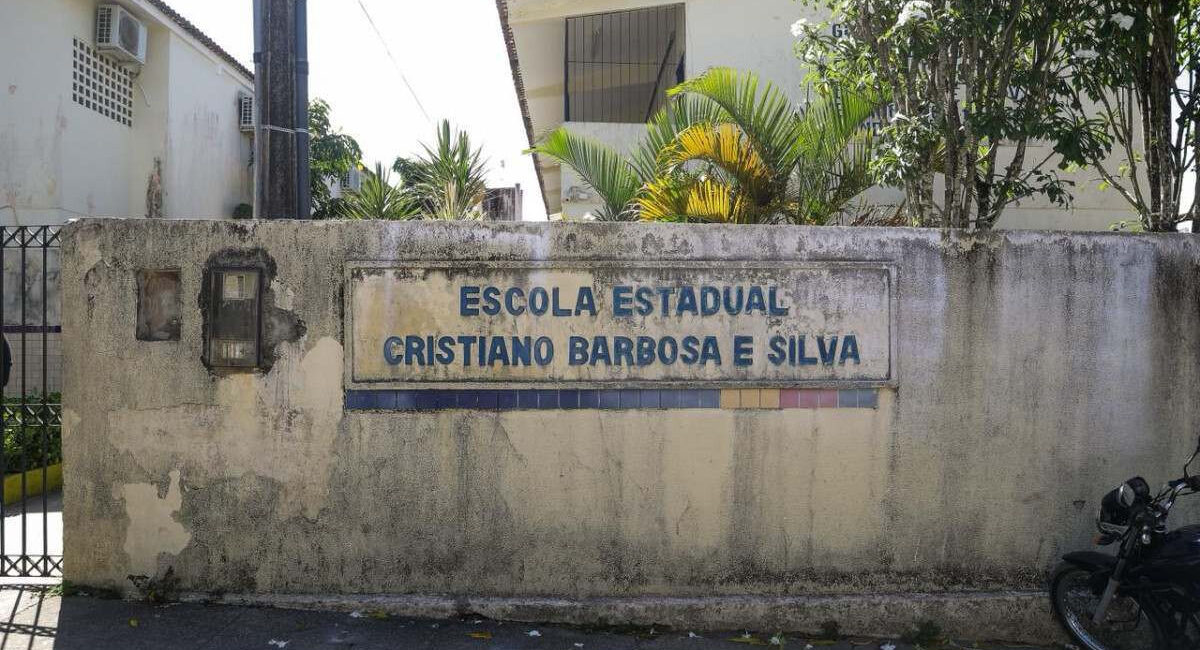 ESCOLA ESTADUAL
CRISTIANO BARBOSA E SILVA